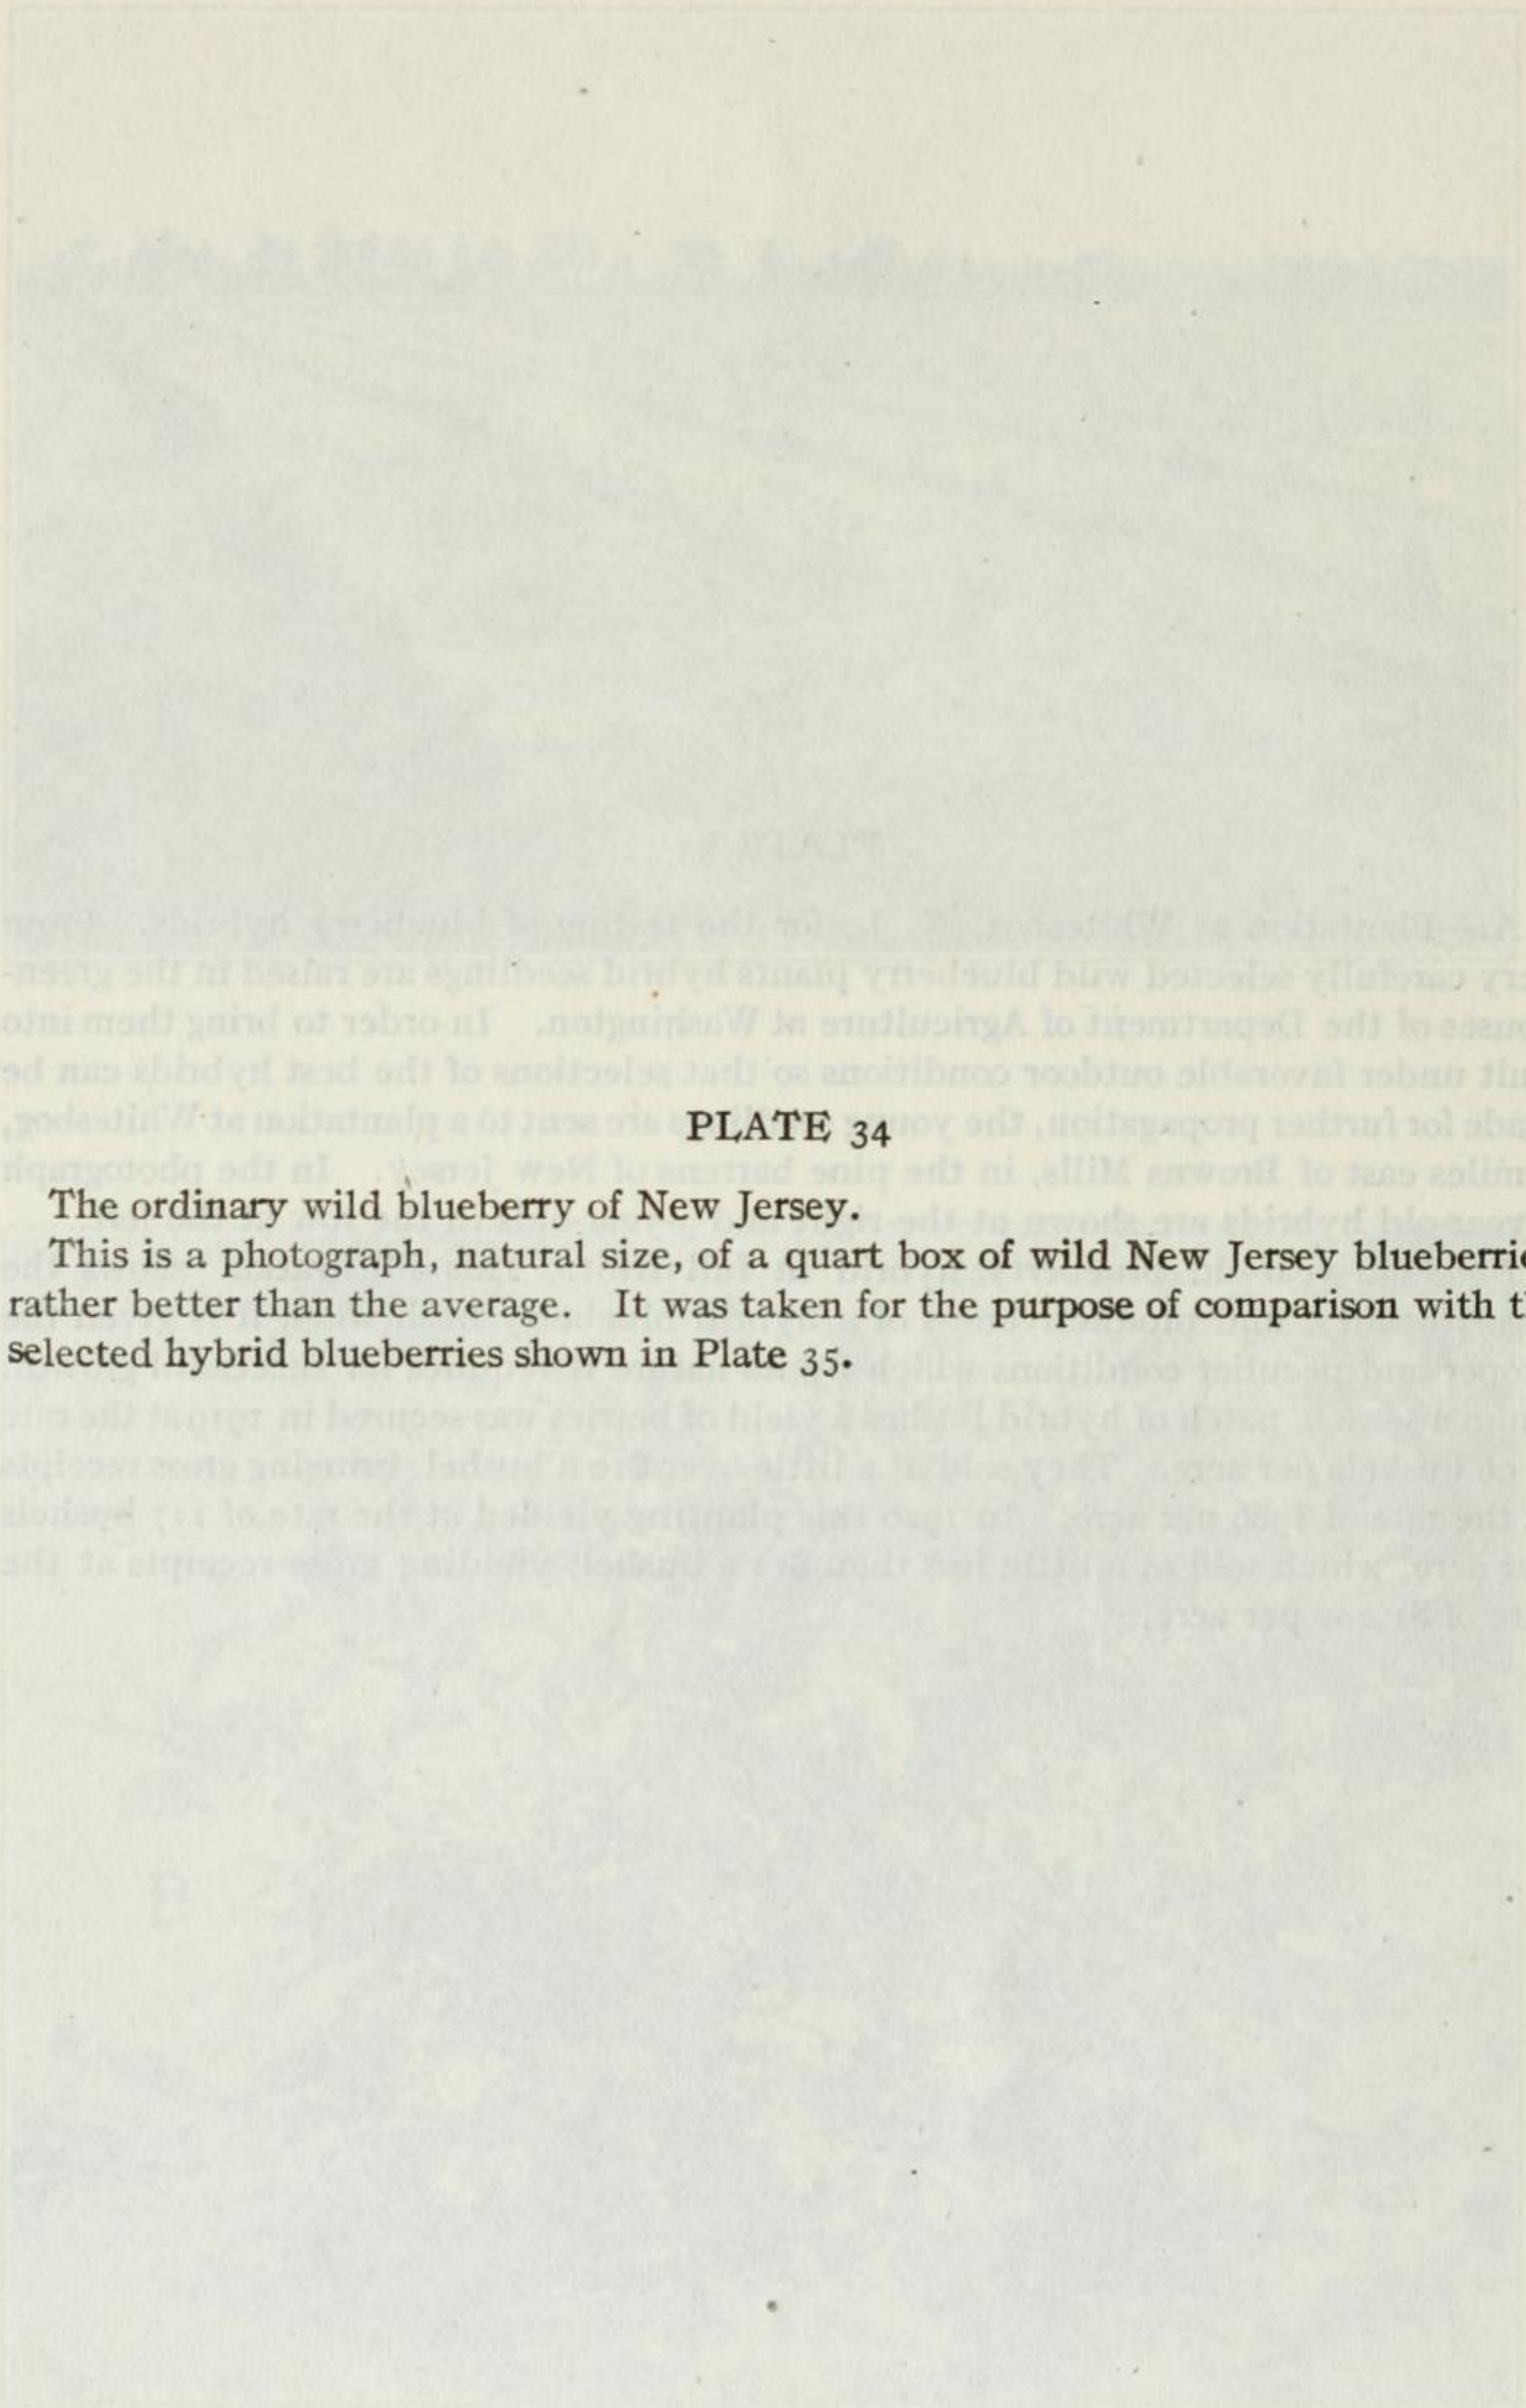 PLATE 34
The ordinary wild blueberry of New Jersey.
This is a photograph, natural size, of a quart box of wild New Jersey blueberri
rather better than the average. It was taken for the purpose of comparison with t
selected hybrid blueberries shown in Plate 35.